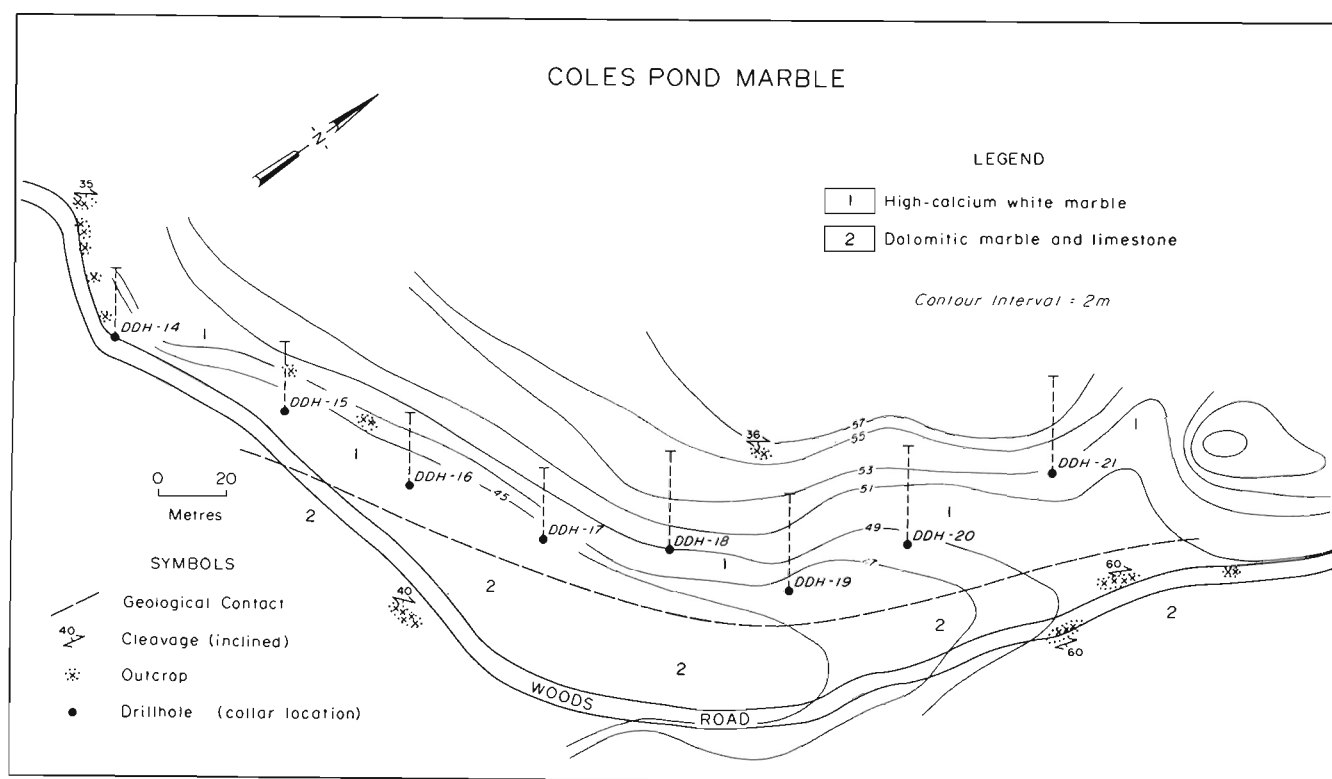 COLES POND MARBLE
N
LEGEND
1 High-calcium white marble
2 Dolomitic marble and limestone
Contour Interval = 2m
35
DDH-14
1
DDH-15
1
DDH-16
45
DDH-17
DDH-18
1
DDH-19
47
49
DDH-20
1
51
53
55
57
36
DDH-21
1
2
2
2
2
2
40
60
60
WOODS ROAD
0 20
Metres
SYMBOLS
Geological Contact
40 Cleavage (inclined)
Outcrop
Drillhole (collar location)